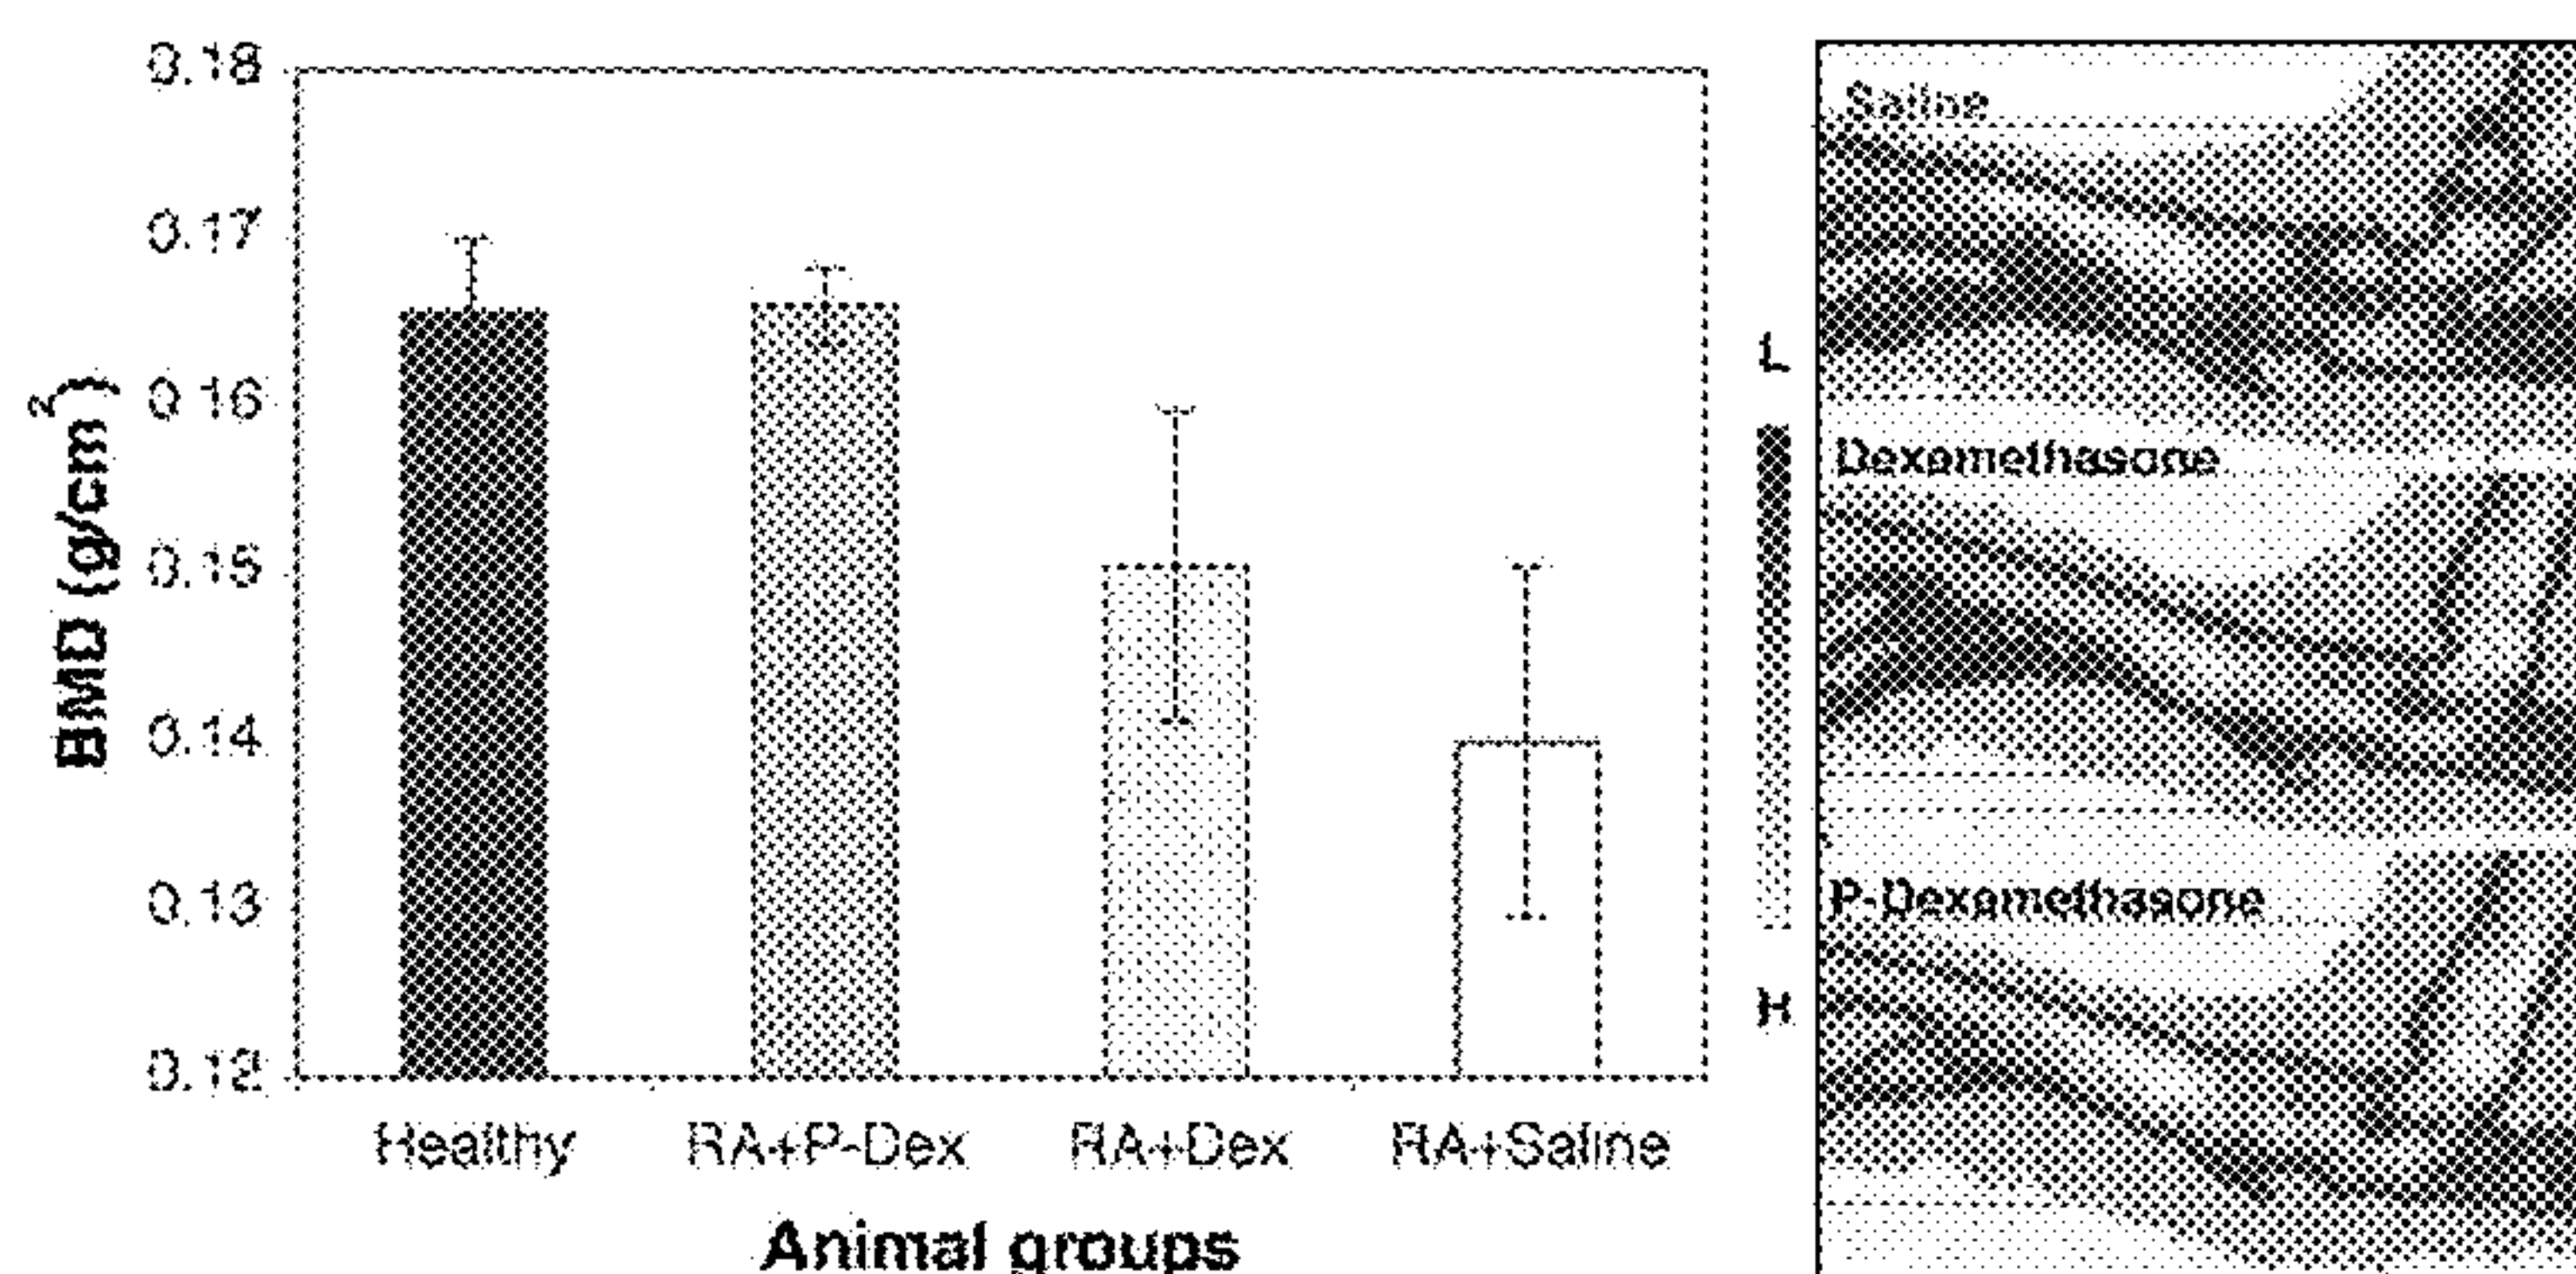 0.18
0.17
0.16
0.15
0.14
0.13
0.12
BMD (g/cm²)
Healthy RA+P-Dex RA+Dex RA+Saline
Animal groups
L
H
Saline
Dexamethasone
P-Dexamethasone